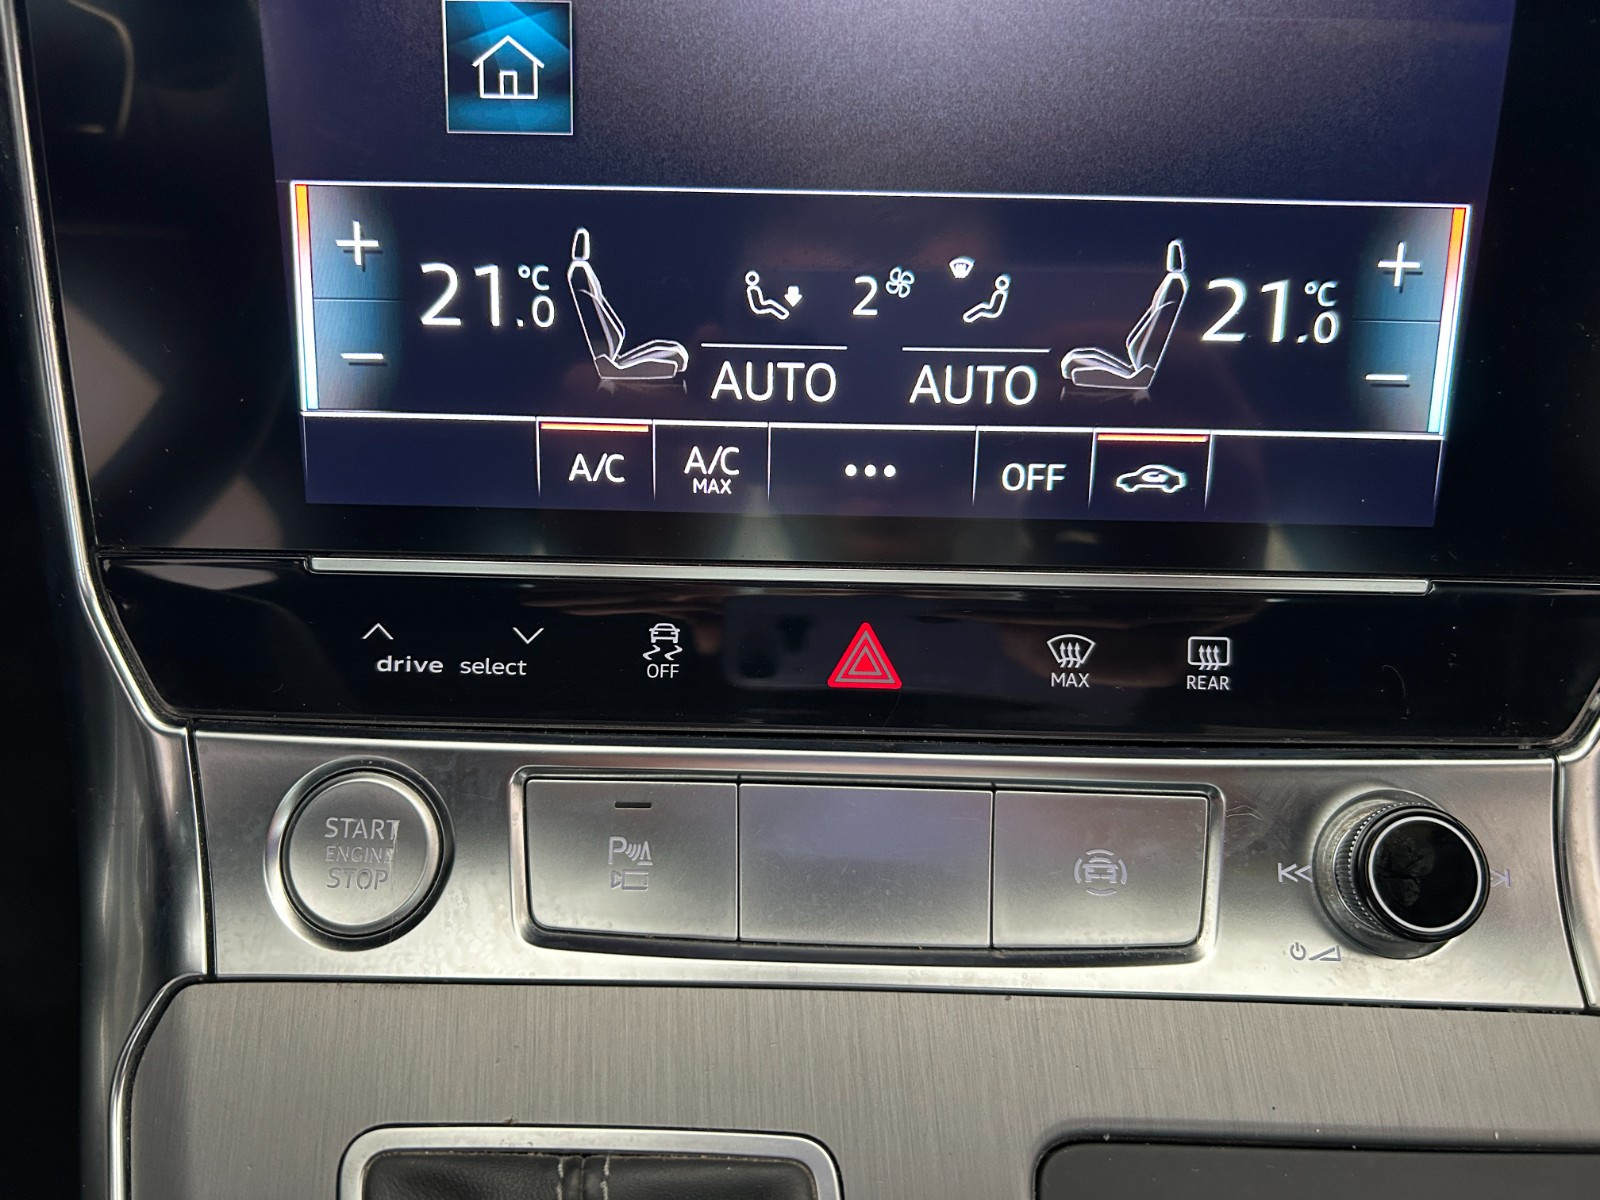 21.0 °C 2 21.0 °C
AUTO AUTO
A/C A/C MAX OFF
drive select
OFF MAX REAR
START
ENGINE
STOP
P